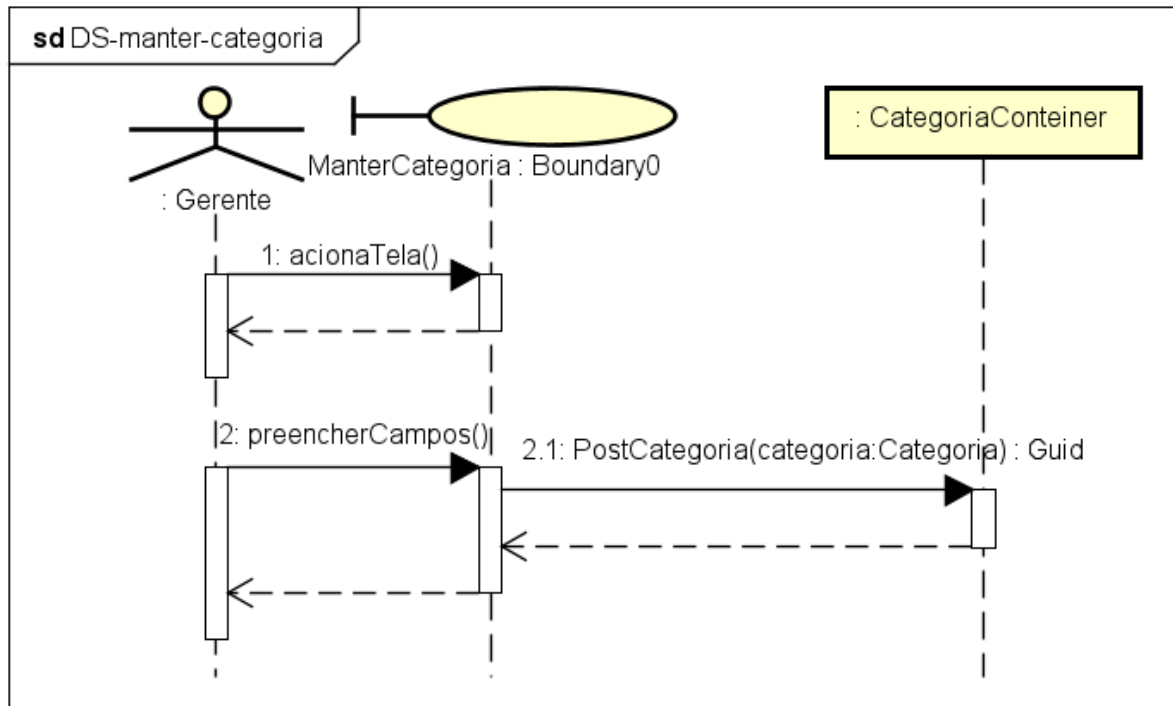 sd DS-manter-categoria
: CategoriaConteiner
ManterCategoria : Boundary0
: Gerente
1: acionaTela()
2: preencherCampos()
2.1: PostCategoria(categoria:Categoria) : Guid